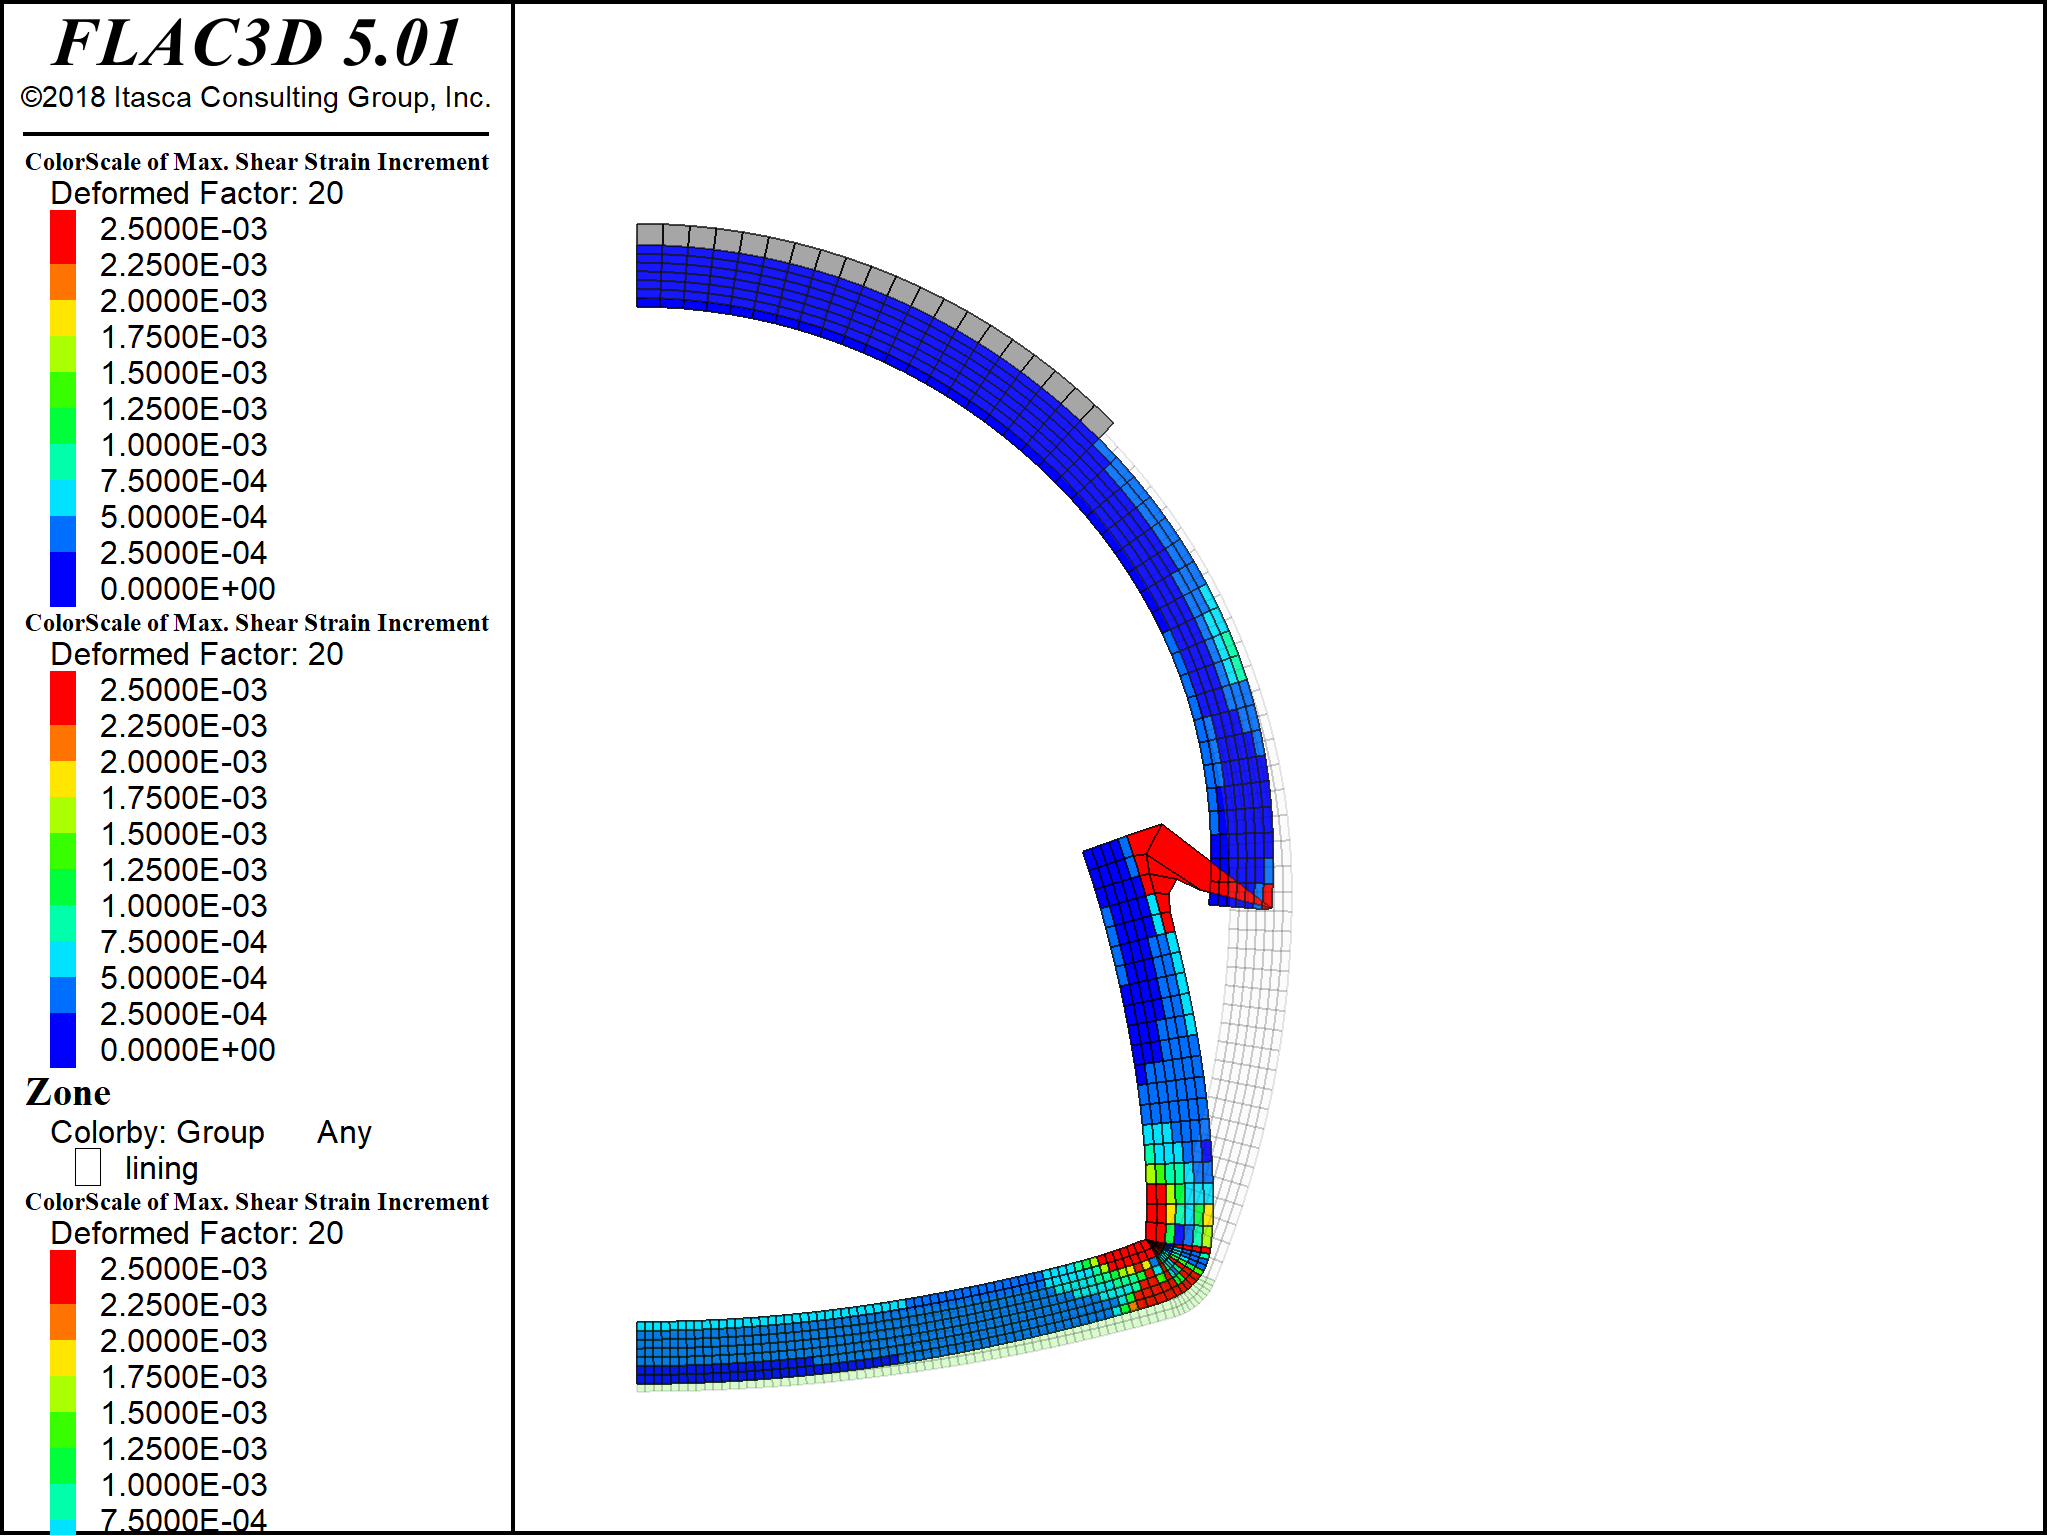 FLAC3D 5.01
©2018 Itasca Consulting Group, Inc.
ColorScale of Max. Shear Strain Increment
Deformed Factor: 20
2.5000E-03
2.2500E-03
2.0000E-03
1.7500E-03
1.5000E-03
1.2500E-03
1.0000E-03
7.5000E-04
5.0000E-04
2.5000E-04
0.0000E+00
ColorScale of Max. Shear Strain Increment
Deformed Factor: 20
2.5000E-03
2.2500E-03
2.0000E-03
1.7500E-03
1.5000E-03
1.2500E-03
1.0000E-03
7.5000E-04
5.0000E-04
2.5000E-04
0.0000E+00
Zone
Colorby: Group Any
lining
ColorScale of Max. Shear Strain Increment
Deformed Factor: 20
2.5000E-03
2.2500E-03
2.0000E-03
1.7500E-03
1.5000E-03
1.2500E-03
1.0000E-03
7.5000E-04